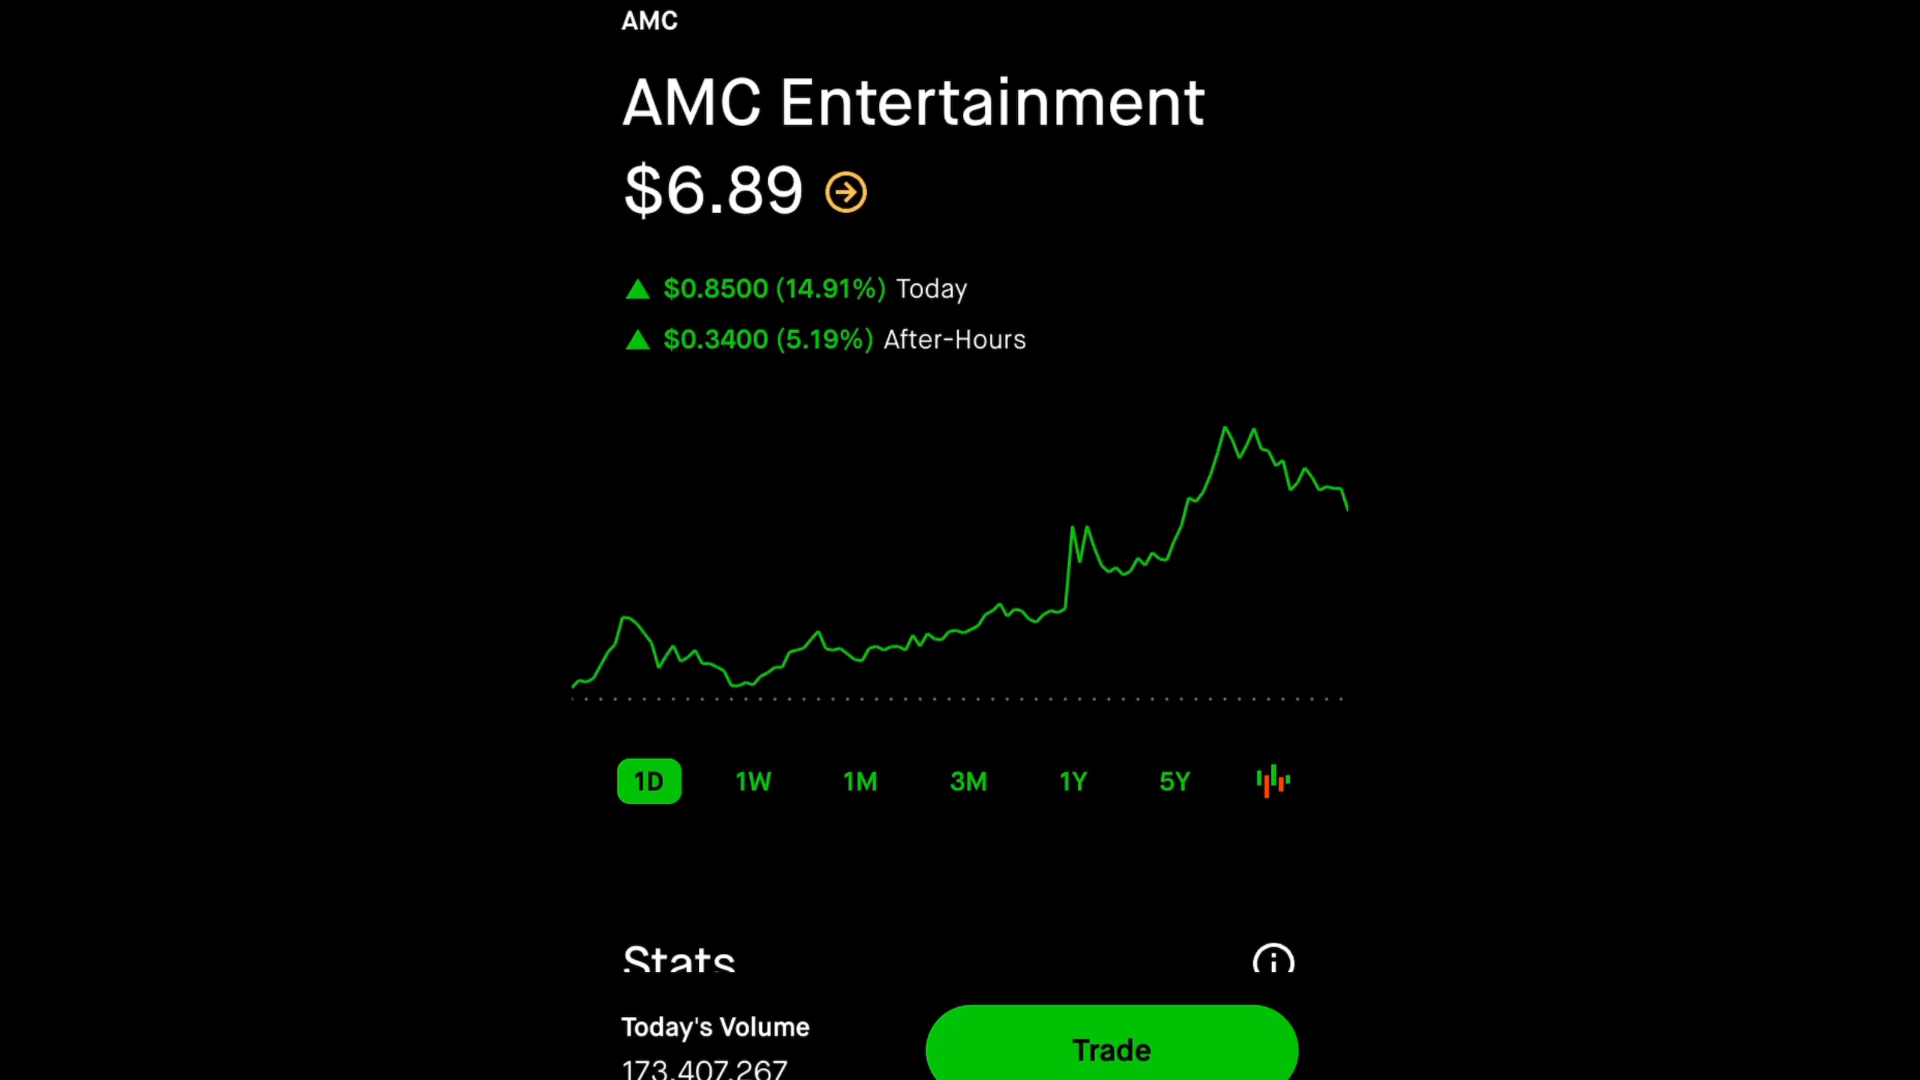 AMC
AMC Entertainment
$6.89
$0.8500 (14.91%) Today
$0.3400 (5.19%) After-Hours
1D 1W 1M 3M 1Y 5Y
Stats
Today's Volume
173,407,267
Trade